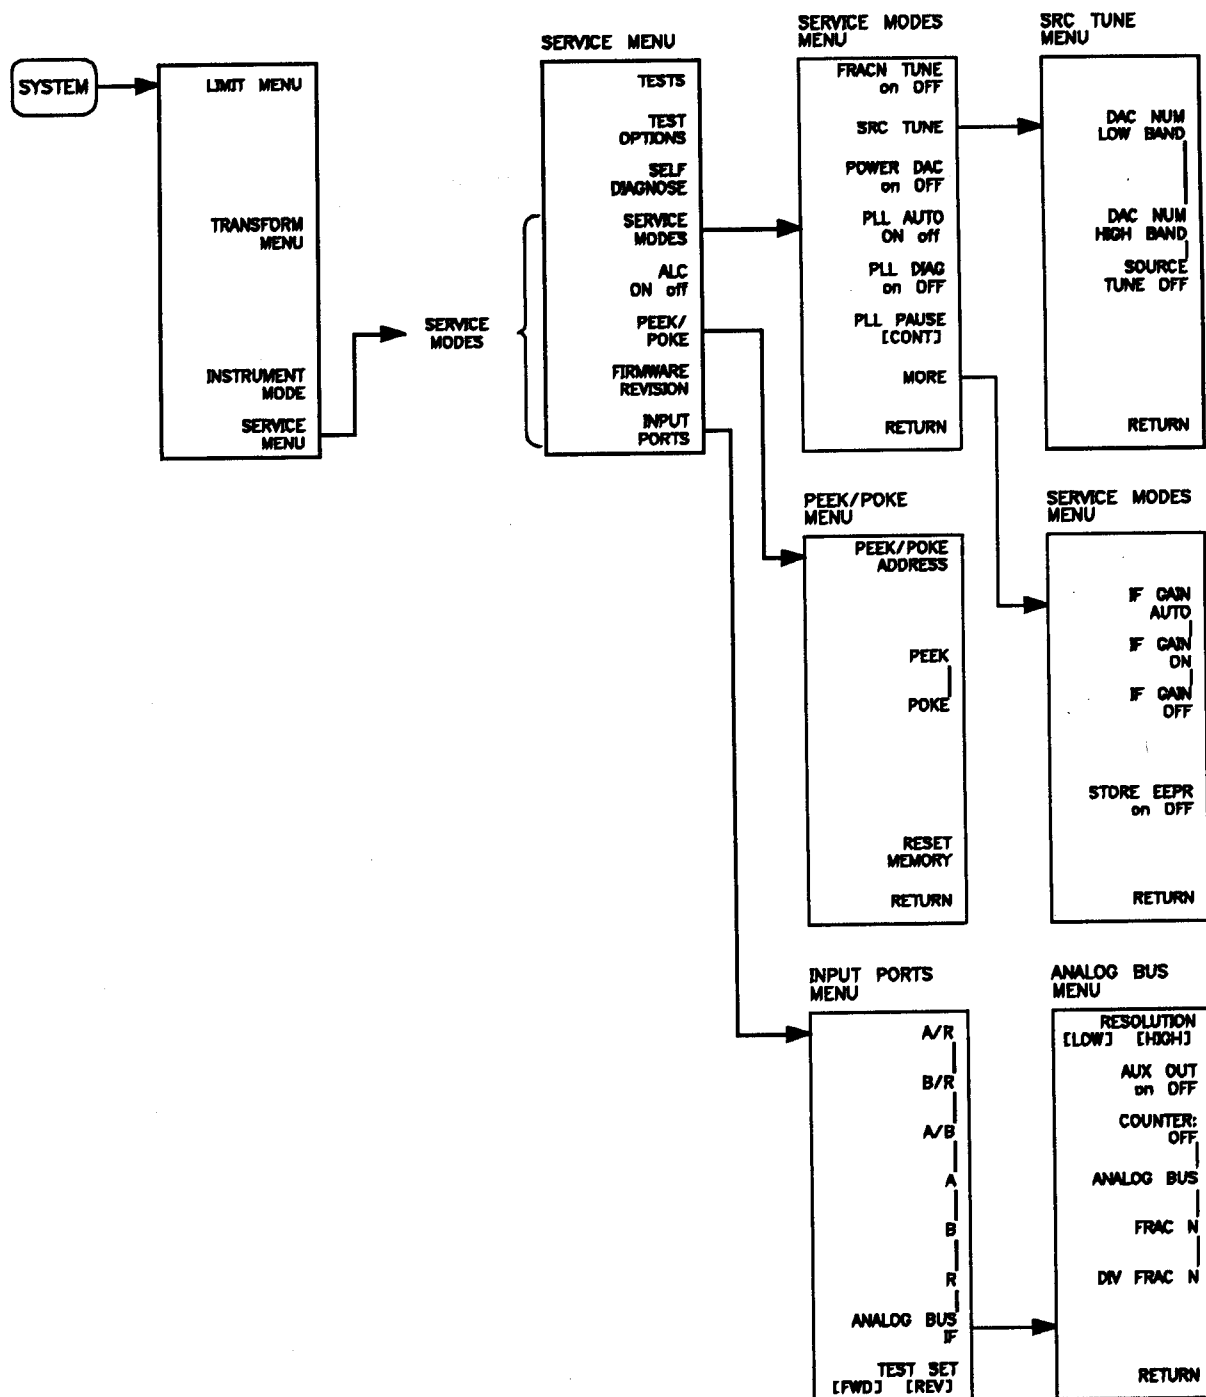 SYSTEM
LIMIT MENU
TRANSFORM
MENU
INSTRUMENT
MODE
SERVICE
MENU
SERVICE
MODES
SERVICE MENU
TESTS
TEST
OPTIONS
SELF
DIAGNOSE
SERVICE
MODES
ALC
ON off
PEEK/
POKE
FIRMWARE
REVISION
INPUT
PORTS
SERVICE MODES
MENU
FRACN TUNE
on OFF
SRC TUNE
POWER DAC
on OFF
PLL AUTO
ON off
PLL DIAG
on OFF
PLL PAUSE
[CONT]
MORE
RETURN
SRC TUNE
MENU
DAC NUM
LOW BAND
DAC NUM
HIGH BAND
SOURCE
TUNE OFF
RETURN
PEEK/POKE
MENU
PEEK/POKE
ADDRESS
PEEK
POKE
RESET
MEMORY
RETURN
SERVICE MODES
MENU
IF GAIN
AUTO
IF GAIN
ON
IF GAIN
OFF
STORE EEPR
on OFF
RETURN
INPUT PORTS
MENU
A/R
B/R
A/B
A
B
R
ANALOG BUS
IF
TEST SET
[FWD] [REV]
ANALOG BUS
MENU
RESOLUTION
[LOW] [HIGH]
AUX OUT
on OFF
COUNTER:
OFF
ANALOG BUS
FRAC N
DIV FRAC N
RETURN